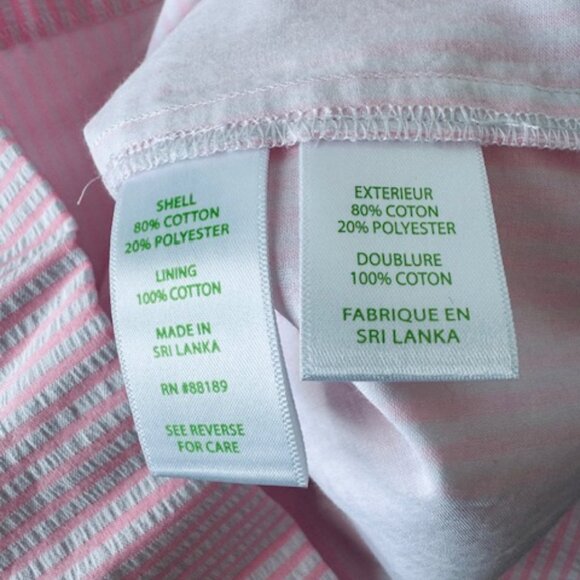 SHELL
80% COTTON
20% POLYESTER
LINING
100% COTTON
MADE IN
SRI LANKA
RN #88189
SEE REVERSE
FOR CARE
EXTERIEUR
80% COTON
20% POLYESTER
DOUBLURE
100% COTON
FABRIQUE EN
SRI LANKA